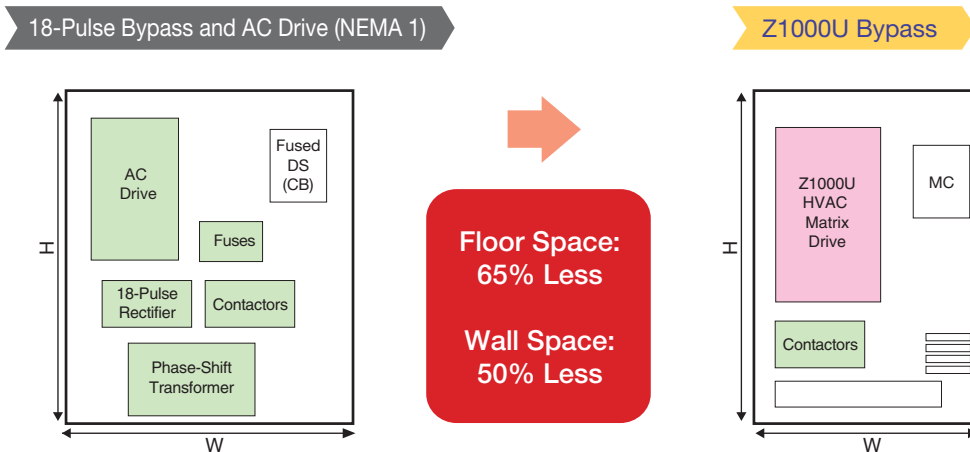 18-Pulse Bypass and AC Drive (NEMA 1)
Z1000U Bypass
H
AC
Drive
Fused
DS
(CB)
Fuses
18-Pulse
Rectifier
Contactors
Phase-Shift
Transformer
W
Floor Space:
65% Less
Wall Space:
50% Less
H
Z1000U
HVAC
Matrix
Drive
MC
Contactors
W